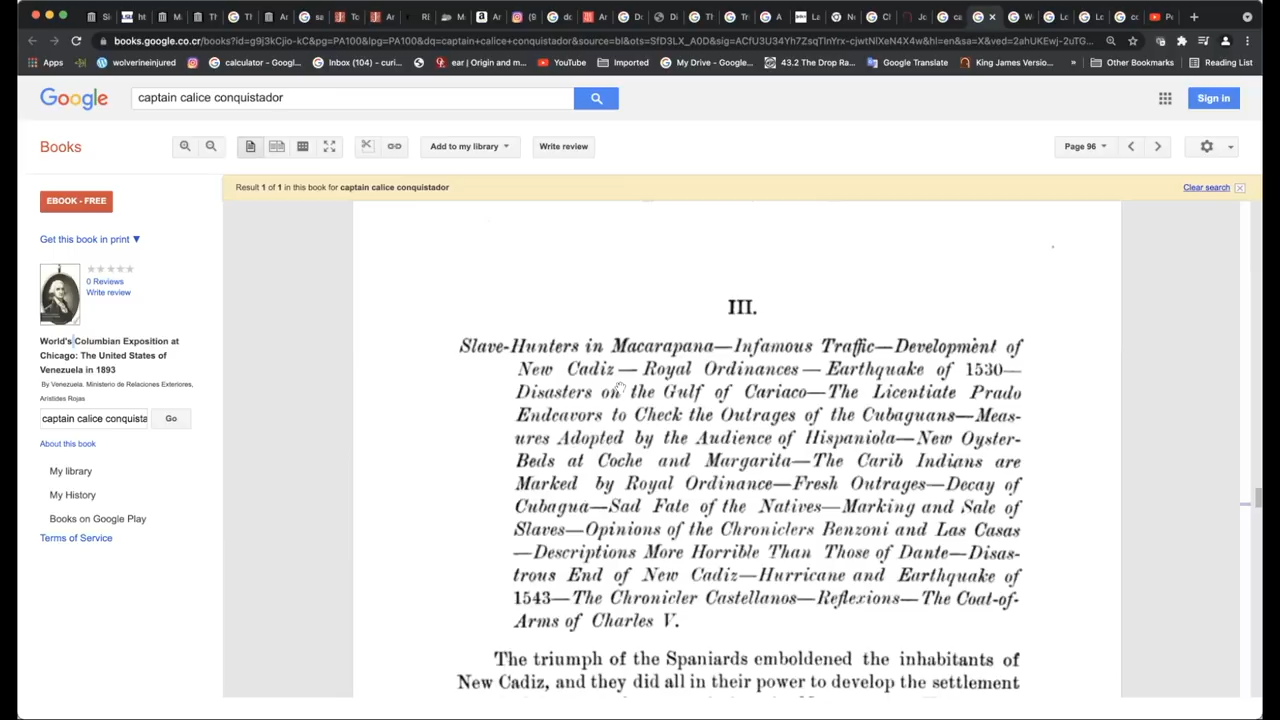 books.google.co.cr/books?id=g9j3kCjio-kC&pg=PA100&lpg=PA100&dq=captain+calice+conquistador&source=bl&ots=SfD3LX_A0D&sig=ACfU3U34Yh7ZsqTlnYrx-cjwtNlXeN4X4w&hl=en&sa=X&ved=2ahUKEwj-2uTG...
Apps wolverineinjured calculator - Googl... Inbox (104) - curi... ear | Origin and m... YouTube Imported My Drive - Google... 43.2 The Drop Ra... Google Translate King James Versio... » Other Bookmarks Reading List
Google captain calice conquistador Sign in
Books Add to my library Write review Page 96
Result 1 of 1 in this book for captain calice conquistador Clear search
EBOOK - FREE
Get this book in print ▼
0 Reviews
Write review
World's Columbian Exposition at
Chicago: The United States of
Venezuela in 1893
By Venezuela. Ministerio de Relaciones Exteriores,
Aristides Rojas
captain calice conquista Go
About this book
My library
My History
Books on Google Play
Terms of Service
III.
Slave-Hunters in Macarapana—Infamous Traffic—Development of
New Cadiz — Royal Ordinances — Earthquake of 1530—
Disasters on the Gulf of Cariaco—The Licentiate Prado
Endeavors to Check the Outrages of the Cubaguans—Meas-
ures Adopted by the Audience of Hispaniola—New Oyster-
Beds at Coche and Margarita—The Carib Indians are
Marked by Royal Ordinance—Fresh Outrages—Decay of
Cubagua—Sad Fate of the Natives—Marking and Sale of
Slaves—Opinions of the Chroniclers Benzoni and Las Casas
—Descriptions More Horrible Than Those of Dante—Disas-
trous End of New Cadiz—Hurricane and Earthquake of
1543—The Chronicler Castellanos—Reflexions—The Coat-of-
Arms of Charles V.
The triumph of the Spaniards emboldened the inhabitants of
New Cadiz, and they did all in their power to develop the settlement